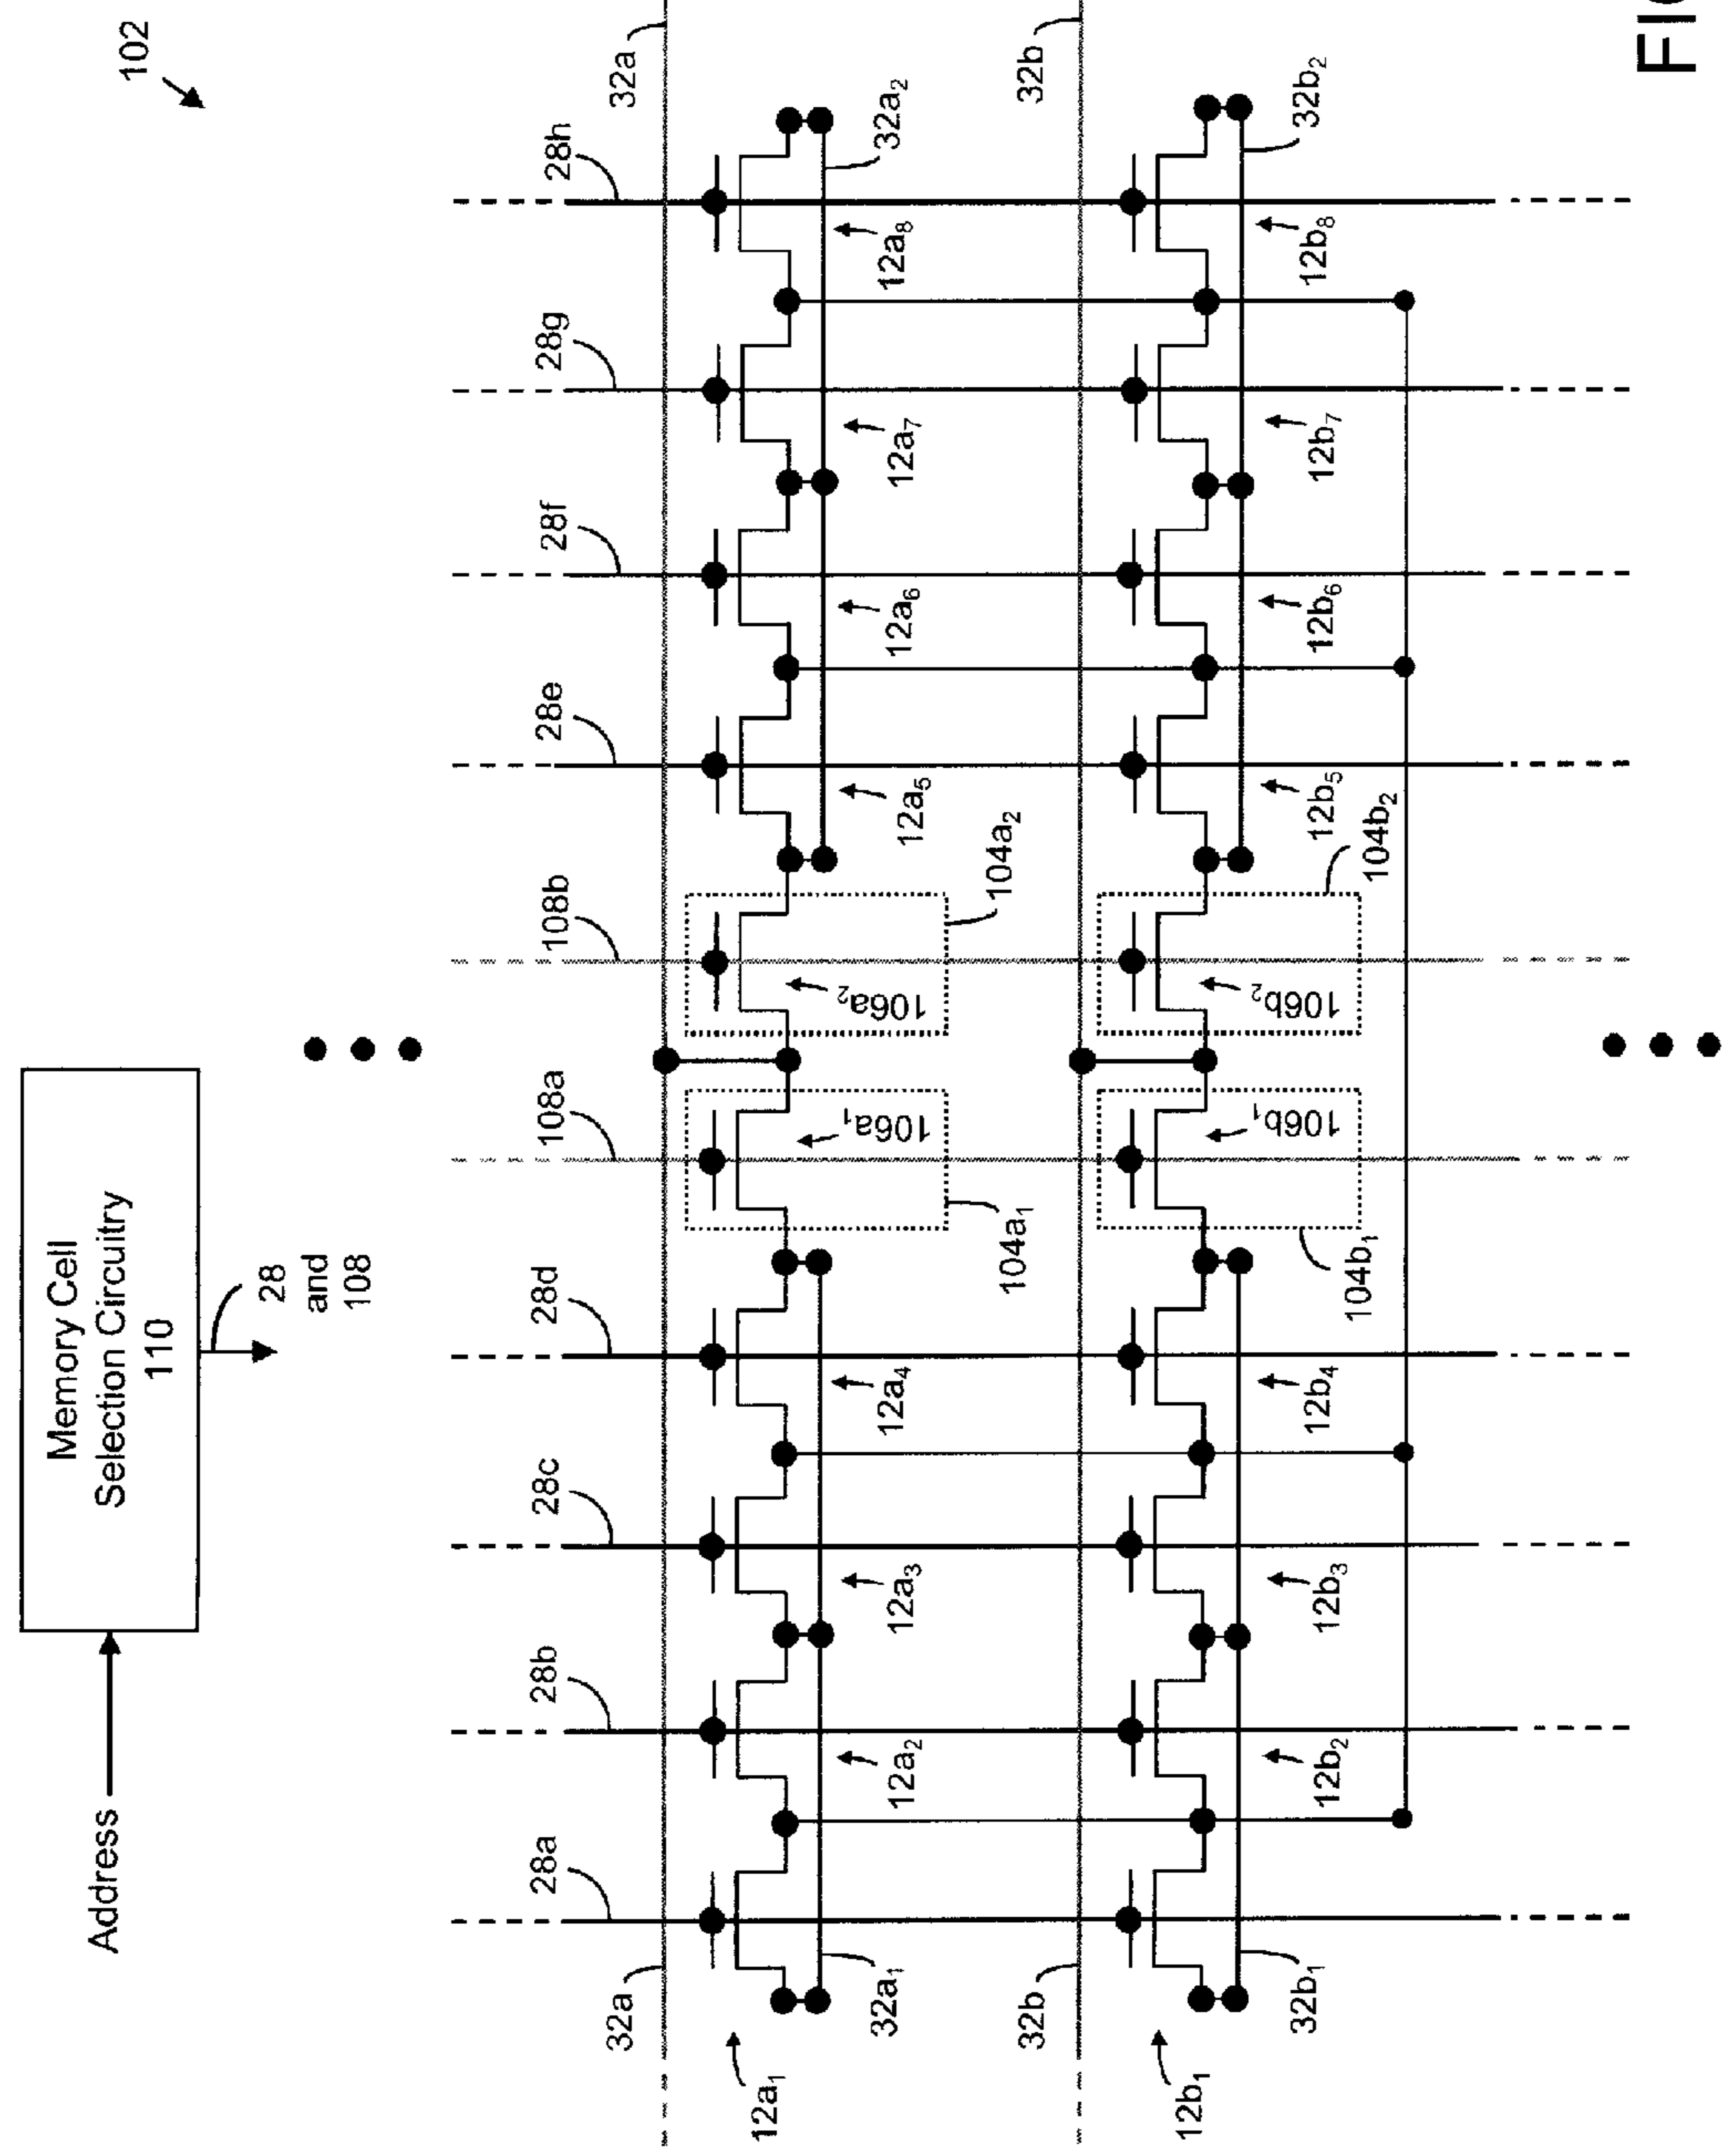 102
Memory Cell
Selection Circuitry
110
Address
28
and
108
28a
28b
28c
28d
108a
108b
28e
28f
28g
28h
32a
32a
12a₁
32a₁
12a₂
12a₃
12a₄
104a₁
106a₁
106a₂
104a₂
12a₅
12a₆
12a₇
12a₈
32a₂
32b
32b
12b₁
32b₁
12b₂
12b₃
12b₄
104b₁
106b₁
106b₂
104b₂
12b₅
12b₆
12b₇
12b₈
32b₂